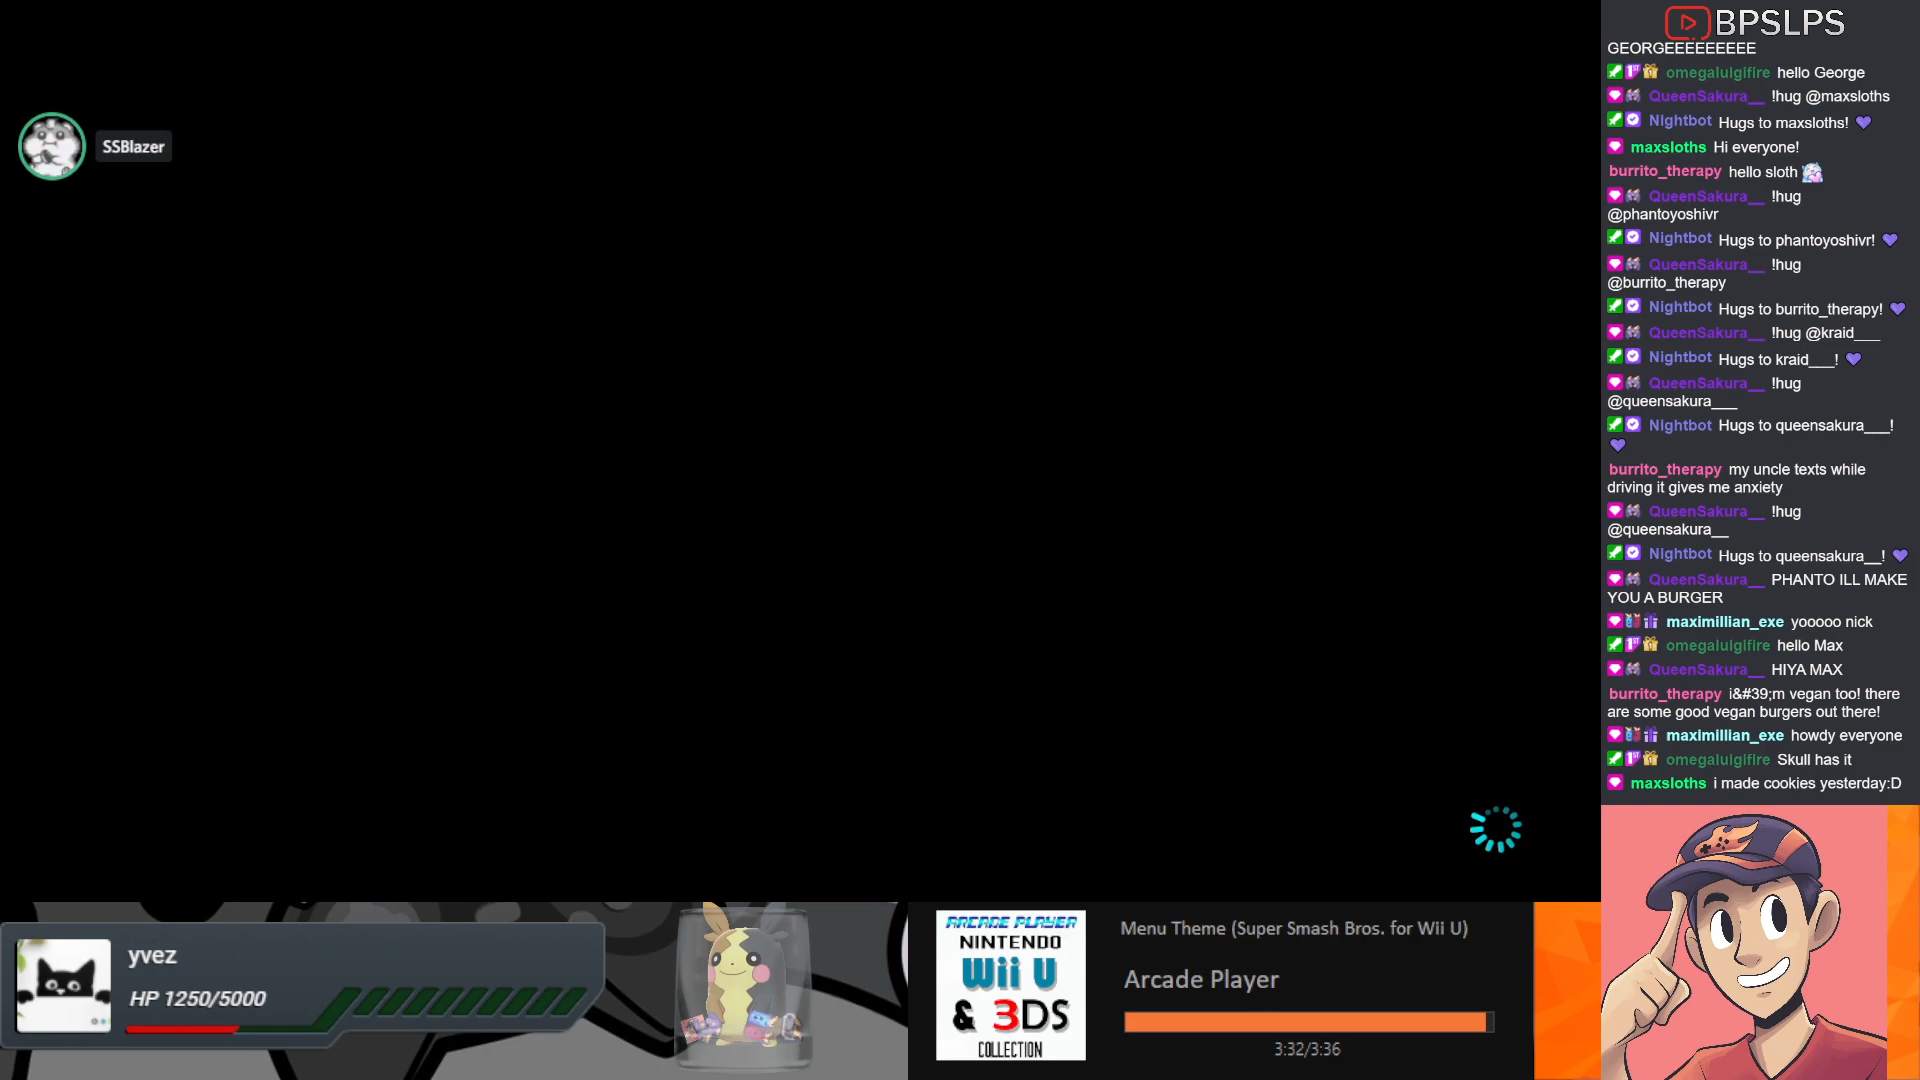 BPSLPS
GEORGEEEEEEEEE
omegaluigifire hello George
QueenSakura__ !hug @maxsloths
Nightbot Hugs to maxsloths!
maxsloths Hi everyone!
burrito_therapy hello sloth
QueenSakura__ !hug
@phantoyoshivr
Nightbot Hugs to phantoyoshivr!
QueenSakura__ !hug
@burrito_therapy
Nightbot Hugs to burrito_therapy!
QueenSakura__ !hug @kraid___
Nightbot Hugs to kraid___!
QueenSakura__ !hug
@queensakura___
Nightbot Hugs to queensakura___!
burrito_therapy my uncle texts while
driving it gives me anxiety
QueenSakura__ !hug
@queensakura__
Nightbot Hugs to queensakura__!
QueenSakura__ PHANTO ILL MAKE
YOU A BURGER
maximillian_exe yooooo nick
omegaluigifire hello Max
QueenSakura__ HIYA MAX
burrito_therapy i&#39;m vegan too! there
are some good vegan burgers out there!
maximillian_exe howdy everyone
omegaluigifire Skull has it
maxsloths i made cookies yesterday:D
SSBlazer
yvez
HP 1250/5000
ARCADE PLAYER
NINTENDO
Wii U
& 3DS
COLLECTION
Menu Theme (Super Smash Bros. for Wii U)
Arcade Player
3:32/3:36